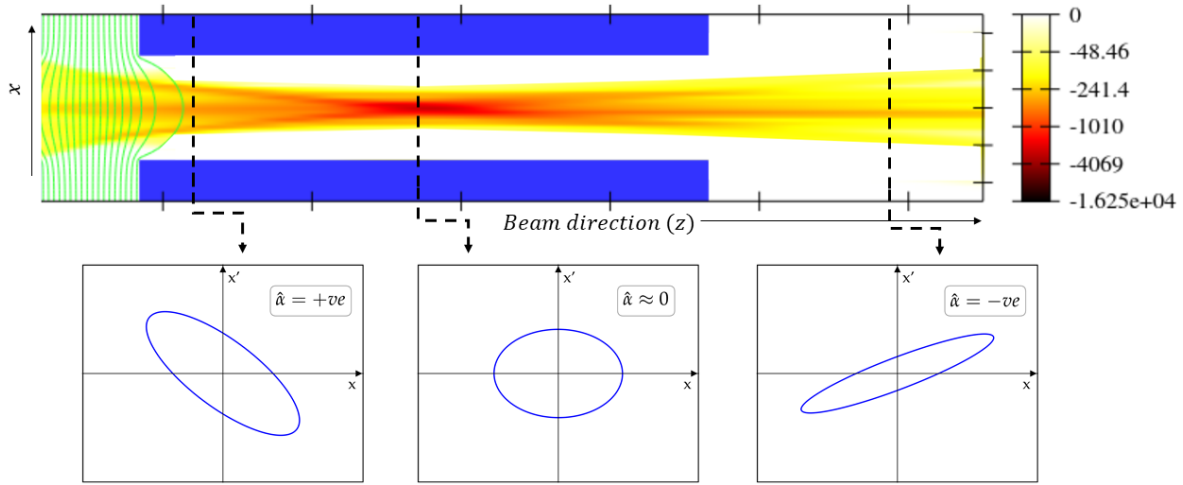 x
0
-48.46
-241.4
-1010
-4069
-1.625e+04
Beam direction (z)
x′
α̂ = +ve
x
x′
α̂ ≈ 0
x
x′
α̂ = −ve
x